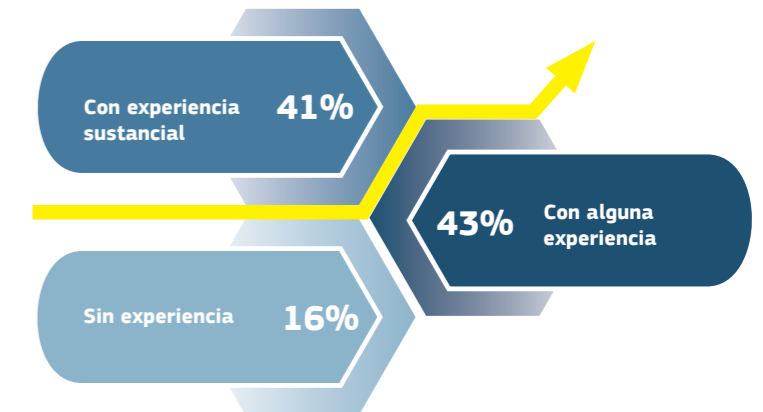 Con experiencia
sustancial
41%
43%
Con alguna
experiencia
Sin experiencia
16%